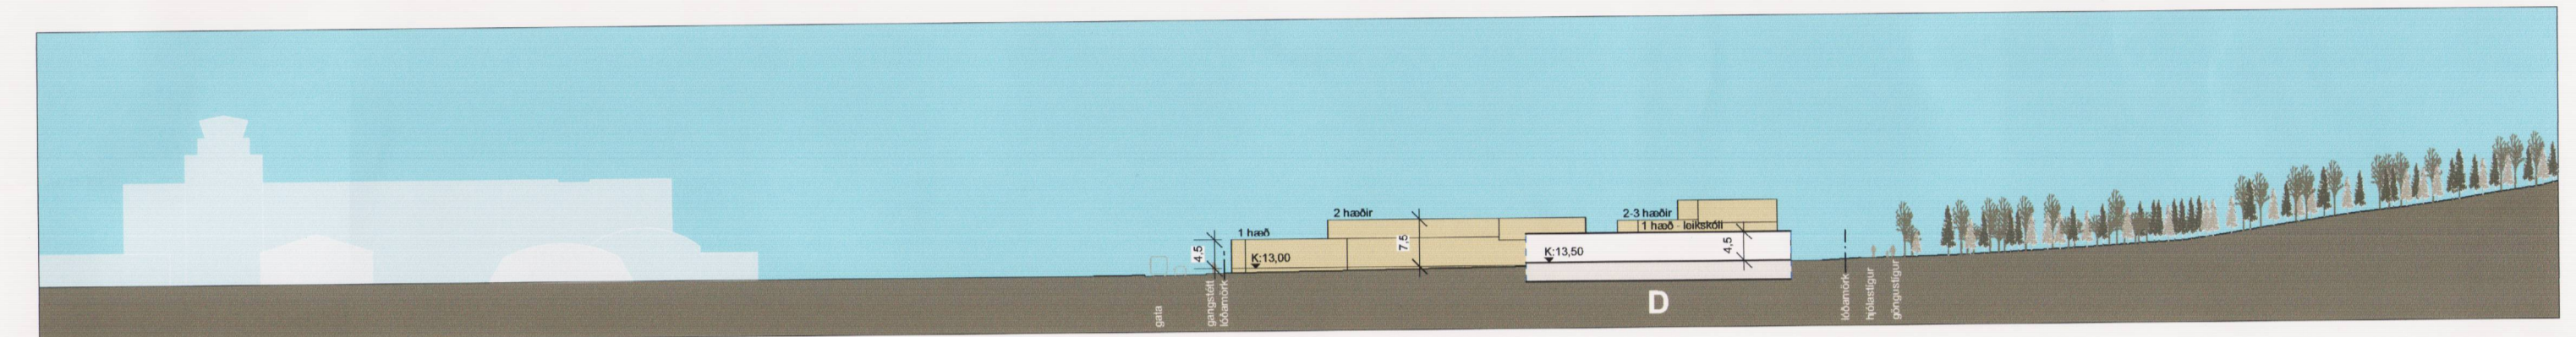 2 hæðir
2-3 hæðir
1 hæð
1 hæð - leikskóli
4,5
7,5
4,5
K:13,00
K:13,50
D
gata
gangstétt
lóðamörk
lóðamörk
hjólastígur
göngustígur